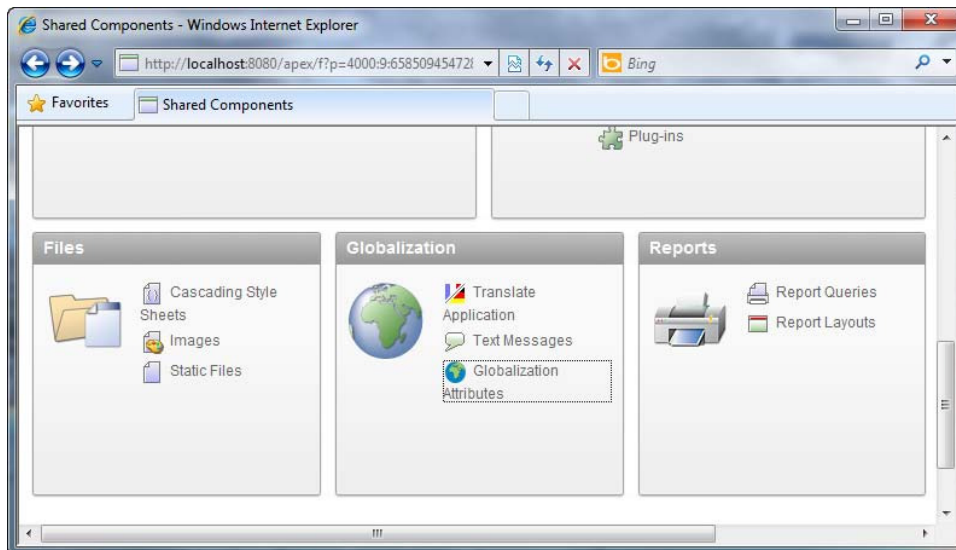 Shared Components - Windows Internet Explorer
http://localhost:8080/apex/f?p=4000:9:658509454728
Bing
Favorites
Shared Components
Plug-ins
Files
Globalization
Reports
Cascading Style
Sheets
Images
Static Files
Translate
Application
Text Messages
Globalization
Attributes
Report Queries
Report Layouts